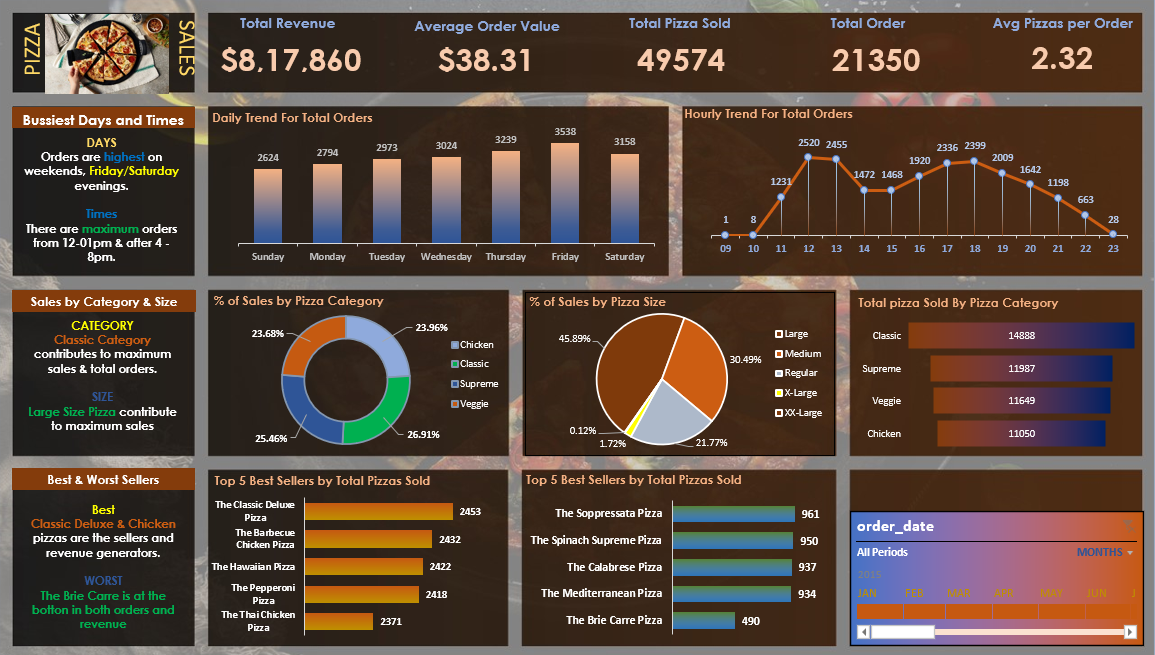 PIZZA
SALES
Total Revenue
$8,17,860
Average Order Value
$38.31
Total Pizza Sold
49574
Total Order
21350
Avg Pizzas per Order
2.32
Bussiest Days and Times
DAYS
Orders are highest on
weekends, Friday/Saturday
evenings.
Times
There are maximum orders
from 12-01pm & after 4 -
8pm.
Daily Trend For Total Orders
2624
2794
2973
3024
3239
3538
3158
Sunday
Monday
Tuesday
Wednesday
Thursday
Friday
Saturday
Hourly Trend For Total Orders
1
8
1231
2520
2455
1472
1468
1920
2336
2399
2009
1642
1198
663
28
09
10
11
12
13
14
15
16
17
18
19
20
21
22
23
Sales by Category & Size
CATEGORY
Classic Category
contributes to maximum
sales & total orders.
SIZE
Large Size Pizza contribute
to maximum sales
% of Sales by Pizza Category
23.68%
23.96%
25.46%
26.91%
Chicken
Classic
Supreme
Veggie
% of Sales by Pizza Size
45.89%
30.49%
0.12%
1.72%
21.77%
Large
Medium
Regular
X-Large
XX-Large
Total pizza Sold By Pizza Category
Classic
14888
Supreme
11987
Veggie
11649
Chicken
11050
Best & Worst Sellers
Best
Classic Deluxe & Chicken
pizzas are the sellers and
revenue generators.
WORST
The Brie Carre is at the
botton in both orders and
revenue
Top 5 Best Sellers by Total Pizzas Sold
The Classic Deluxe
Pizza
2453
The Barbecue
Chicken Pizza
2432
The Hawaiian Pizza
2422
The Pepperoni
Pizza
2418
The Thai Chicken
Pizza
2371
Top 5 Best Sellers by Total Pizzas Sold
The Soppressata Pizza
961
The Spinach Supreme Pizza
950
The Calabrese Pizza
937
The Mediterranean Pizza
934
The Brie Carre Pizza
490
order_date
All Periods
MONTHS
2015
JAN
FEB
MAR
APR
MAY
JUN
J